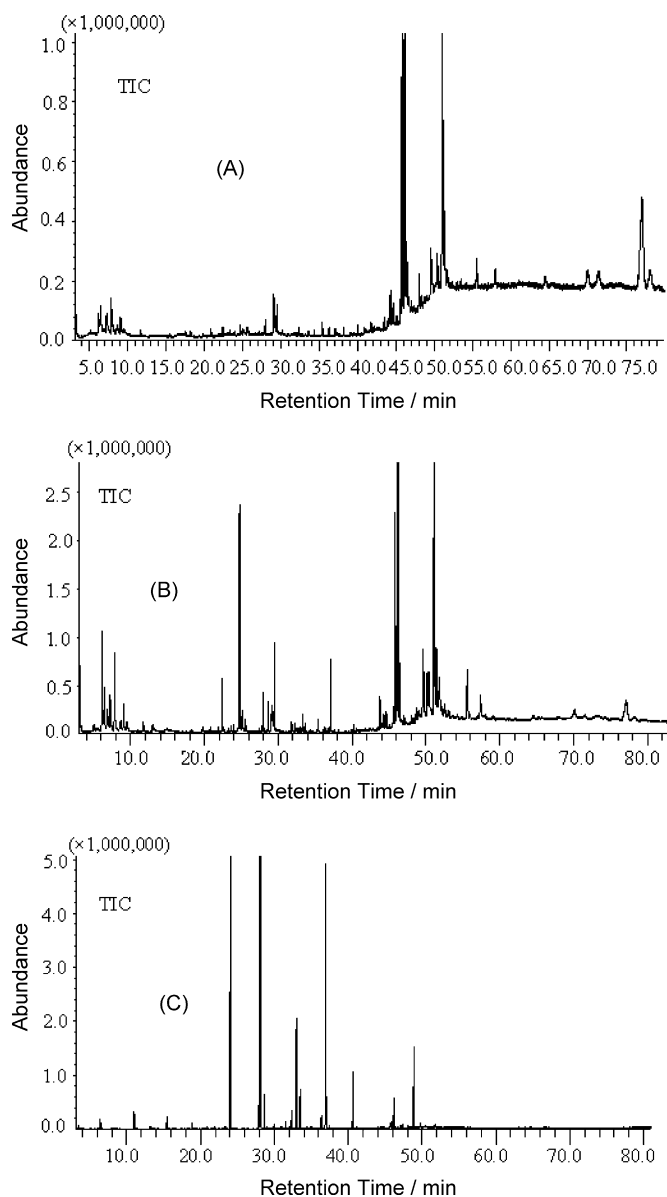 (×1,000,000)
1.0
TIC
0.8
(A)
0.6
0.4
0.2
0.0
Abundance
5.0 10.0 15.0 20.0 25.0 30.0 35.0 40.0 45.0 50.0 55.0 60.0 65.0 70.0 75.0
Retention Time / min
(×1,000,000)
2.5
TIC
2.0
(B)
1.5
1.0
0.5
0.0
Abundance
10.0 20.0 30.0 40.0 50.0 60.0 70.0 80.0
Retention Time / min
(×1,000,000)
5.0
TIC
4.0
3.0
(C)
2.0
1.0
0.0
Abundance
10.0 20.0 30.0 40.0 50.0 60.0 70.0 80.0
Retention Time / min